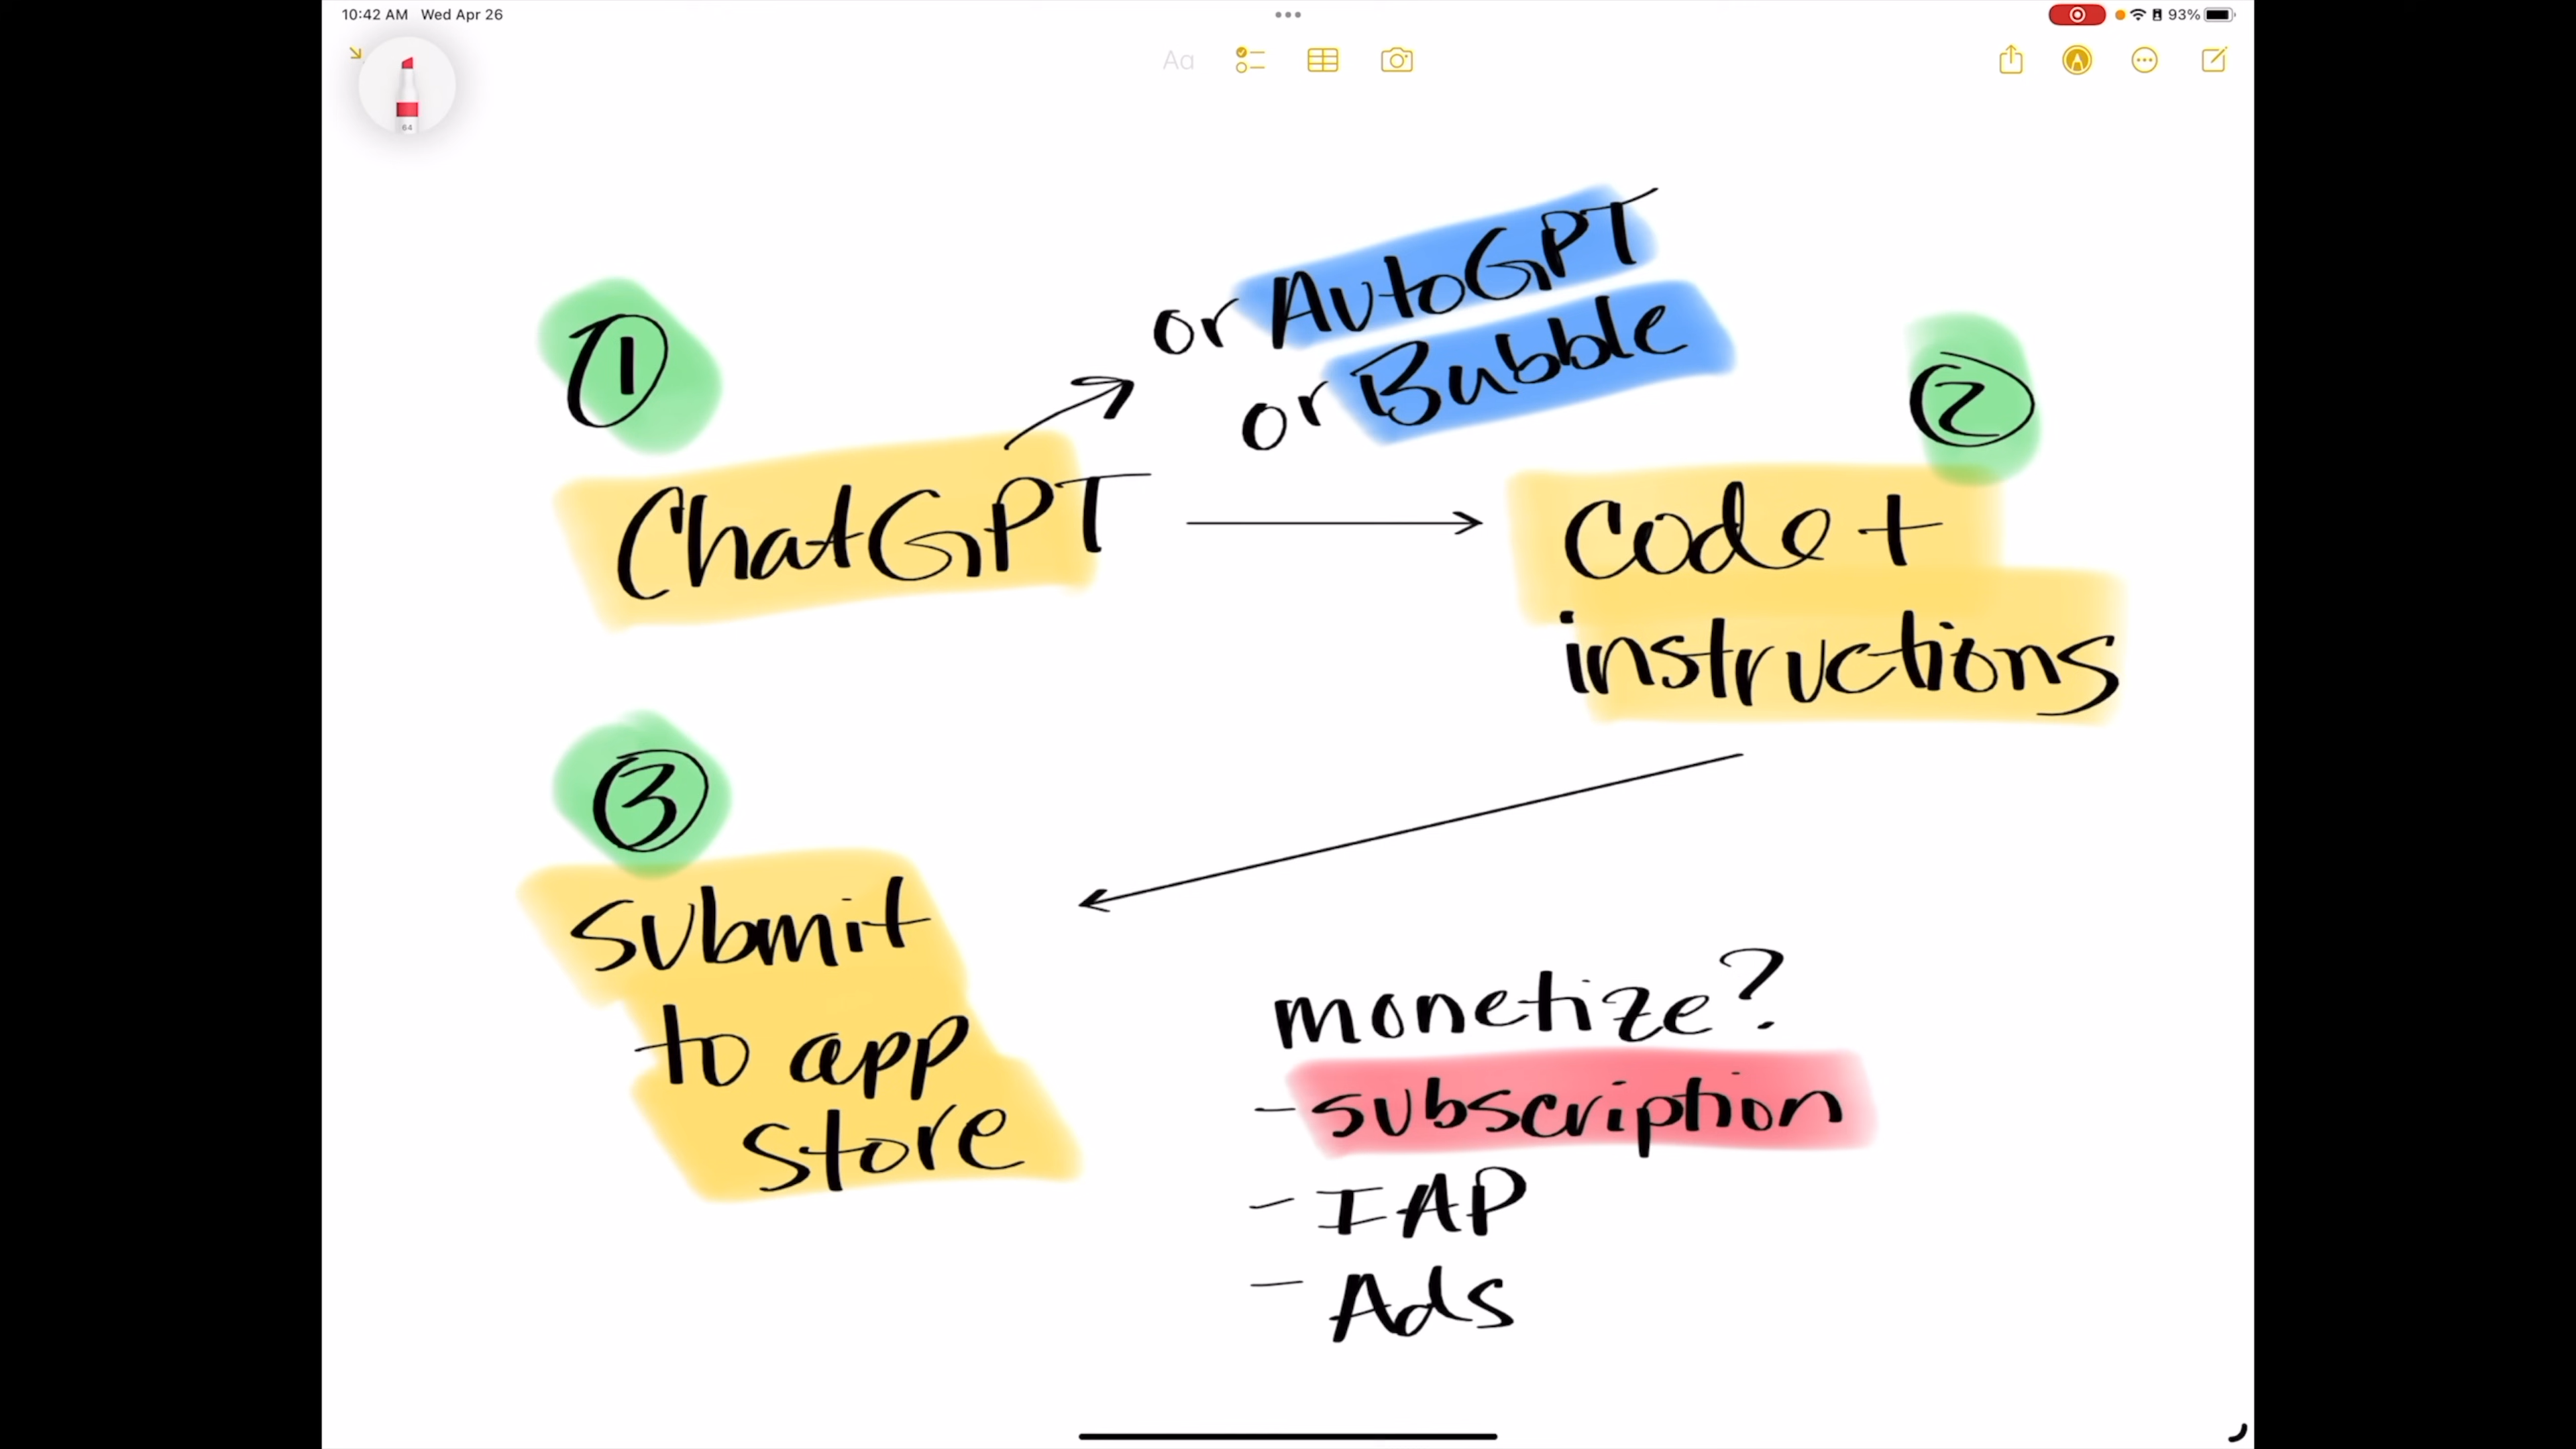 10:42 AM Wed Apr 26
93%
Aa
64
or AutoGPT
or Bubble
1
2
ChatGPT
code +
instructions
3
submit
to app
store
monetize?
- subscription
- IAP
- Ads